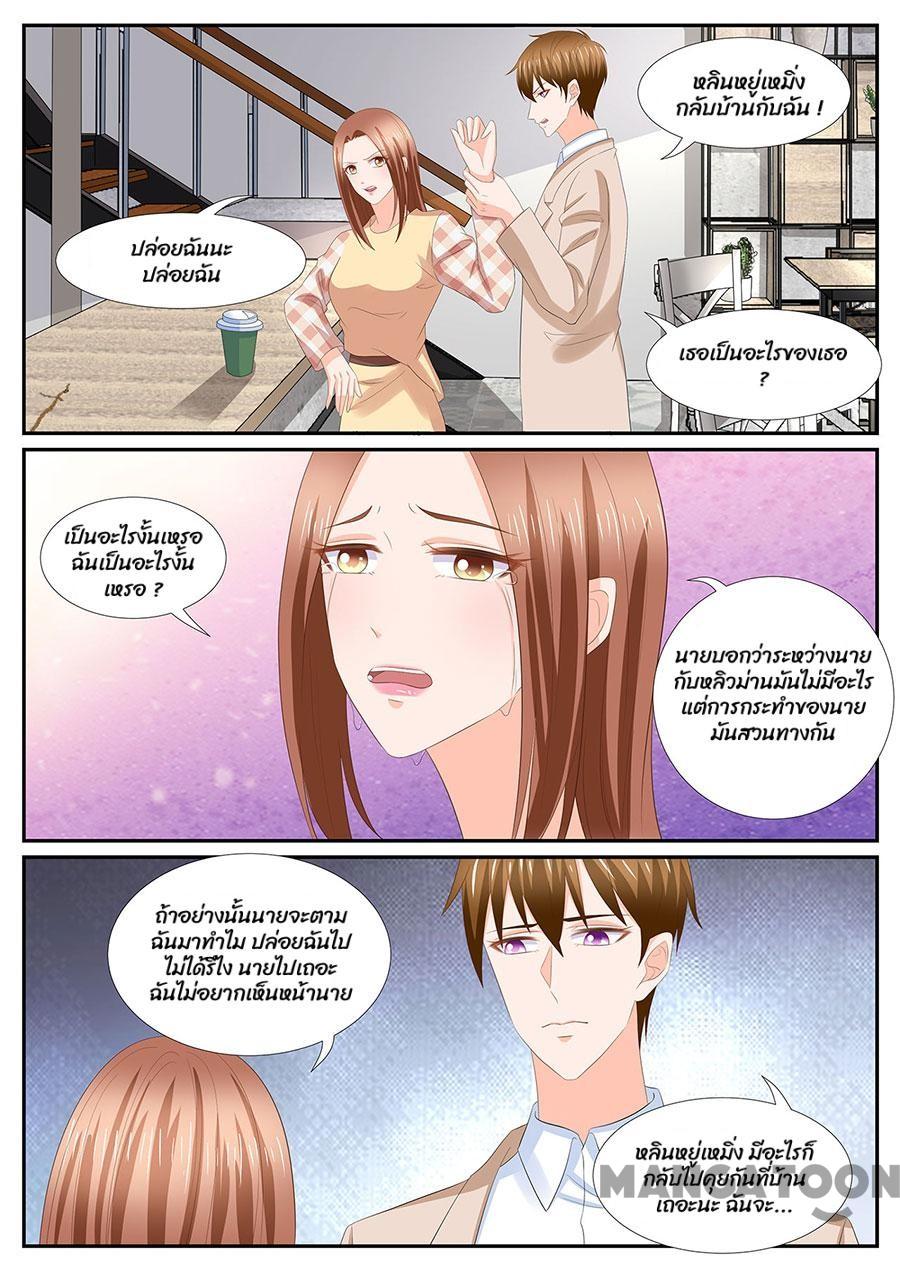 หลินหยู่เหมิ่ง
กลับบ้านกับฉัน !
ปล่อยฉันนะ
ปล่อยฉัน
เธอเป็นอะไรของเธอ
?
เป็นอะไรงั้นเหรอ
ฉันเป็นอะไรงั้น
เหรอ ?
นายบอกว่าระหว่างนาย
กับหลิวม่านมันไม่มีอะไร
แต่การกระทำของนาย
มันสวนทางกัน
ถ้าอย่างนั้นนายจะตาม
ฉันมาทำไม ปล่อยฉันไป
ไม่ได้รึไง นายไปเถอะ
ฉันไม่อยากเห็นหน้านาย
หลินหยู่เหมิ่ง มีอะไรก็
กลับไปคุยกันที่บ้าน
เถอะนะ ฉันจะ...
MANGATOON